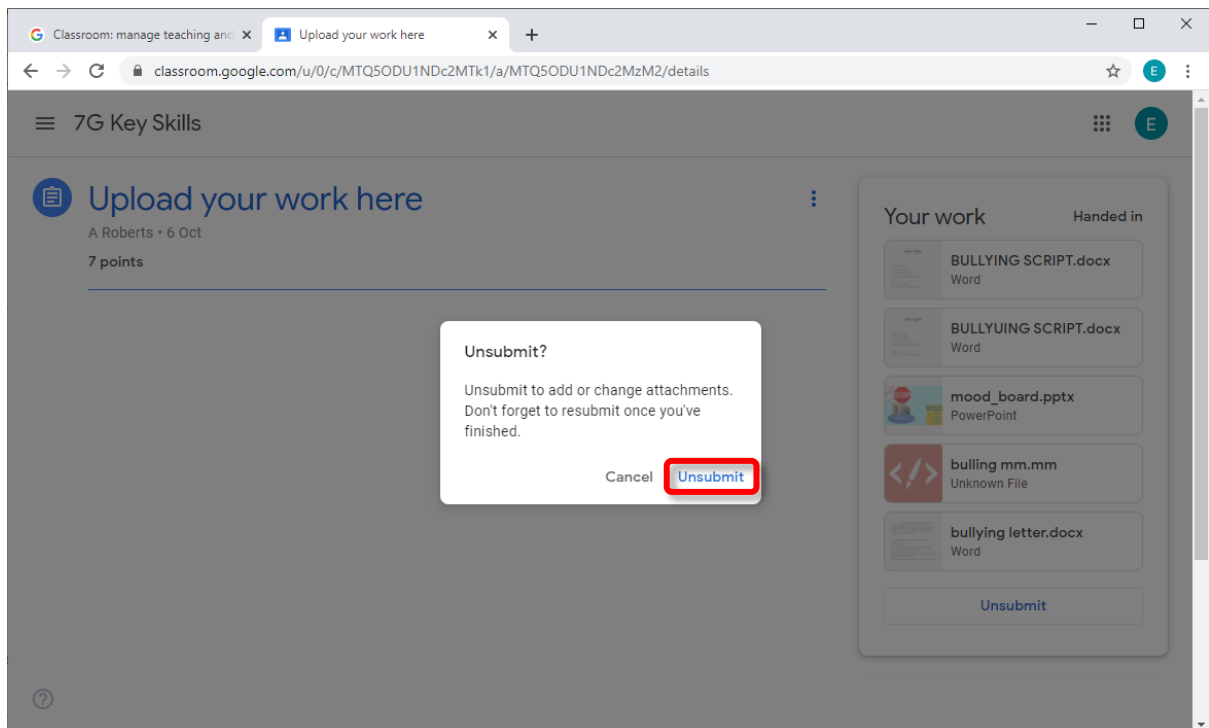 Classroom: manage teaching and
Upload your work here
classroom.google.com/u/0/c/MTQ5ODU1NDc2MTk1/a/MTQ5ODU1NDc2MzM2/details
E
7G Key Skills
E
Upload your work here
A Roberts • 6 Oct
7 points
Your work
Handed in
BULLYING SCRIPT.docx
Word
BULLYUING SCRIPT.docx
Word
STOP
mood_board.pptx
PowerPoint
bulling mm.mm
Unknown File
bullying letter.docx
Word
Unsubmit
Unsubmit?
Unsubmit to add or change attachments.
Don't forget to resubmit once you've
finished.
Cancel
Unsubmit